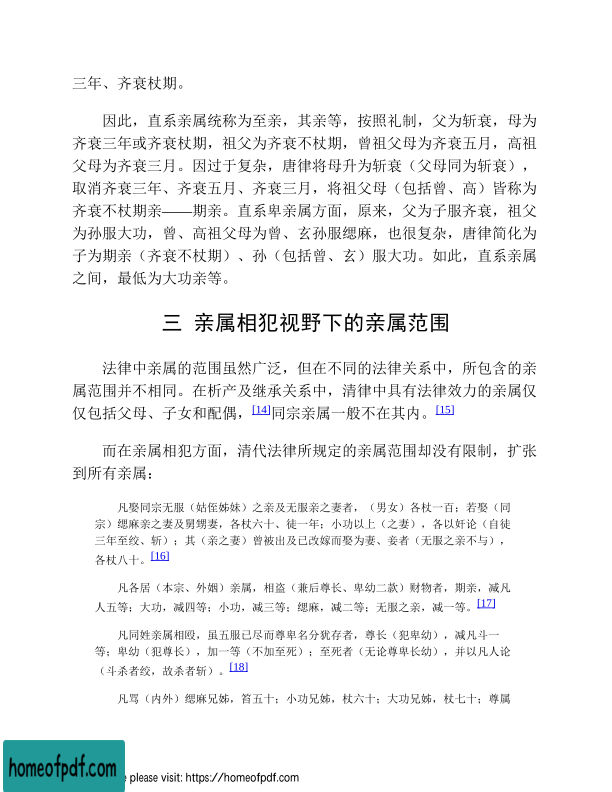 三年、齐衰杖期。
因此，直系亲属统称为至亲，其亲等，按照礼制，父为斩衰，母为
齐衰三年或齐衰杖期，祖父为齐衰不杖期，曾祖父母为齐衰五月，高祖
父母为齐衰三月。因过于复杂，唐律将母升为斩衰（父母同为斩衰），
取消齐衰三年、齐衰五月、齐衰三月，将祖父母（包括曾、高）皆称为
齐衰不杖期亲——期亲。直系卑亲属方面，原来，父为子服齐衰，祖父
为孙服大功，曾、高祖父母为曾、玄孙服缌麻，也很复杂，唐律简化为
子为期亲（齐衰不杖期）、孙（包括曾、玄）服大功。如此，直系亲属
之间，最低为大功亲等。
三 亲属相犯视野下的亲属范围
法律中亲属的范围虽然广泛，但在不同的法律关系中，所包含的亲
属范围并不相同。在析产及继承关系中，清律中具有法律效力的亲属仅
仅包括父母、子女和配偶，[14]同宗亲属一般不在其内。[15]
而在亲属相犯方面，清代法律所规定的亲属范围却没有限制，扩张
到所有亲属：
凡娶同宗无服（姑侄姊妹）之亲及无服亲之妻者，（男女）各杖一百；若娶（同
宗）缌麻亲之妻及舅甥妻，各杖六十、徒一年；小功以上（之妻），各以奸论（自徒
三年至绞、斩）；其（亲之妻）曾被出及已改嫁而娶为妻、妾者（无服之亲不与），
各杖八十。[16]
凡各居（本宗、外姻）亲属，相盗（兼后尊长、卑幼二款）财物者，期亲，减凡
人五等；大功，减四等；小功，减三等；缌麻，减二等；无服之亲，减一等。[17]
凡同姓亲属相殴，虽五服已尽而尊卑名分犹存者，尊长（犯卑幼），减凡斗一
等；卑幼（犯尊长），加一等（不加至死）；至死者（无论尊卑长幼），并以凡人论
（斗杀者绞，故杀者斩）。[18]
凡骂（内外）缌麻兄姊，笞五十；小功兄姊，杖六十；大功兄姊，杖七十；尊属
homeofpdf.com
e please visit: https://homeofpdf.com